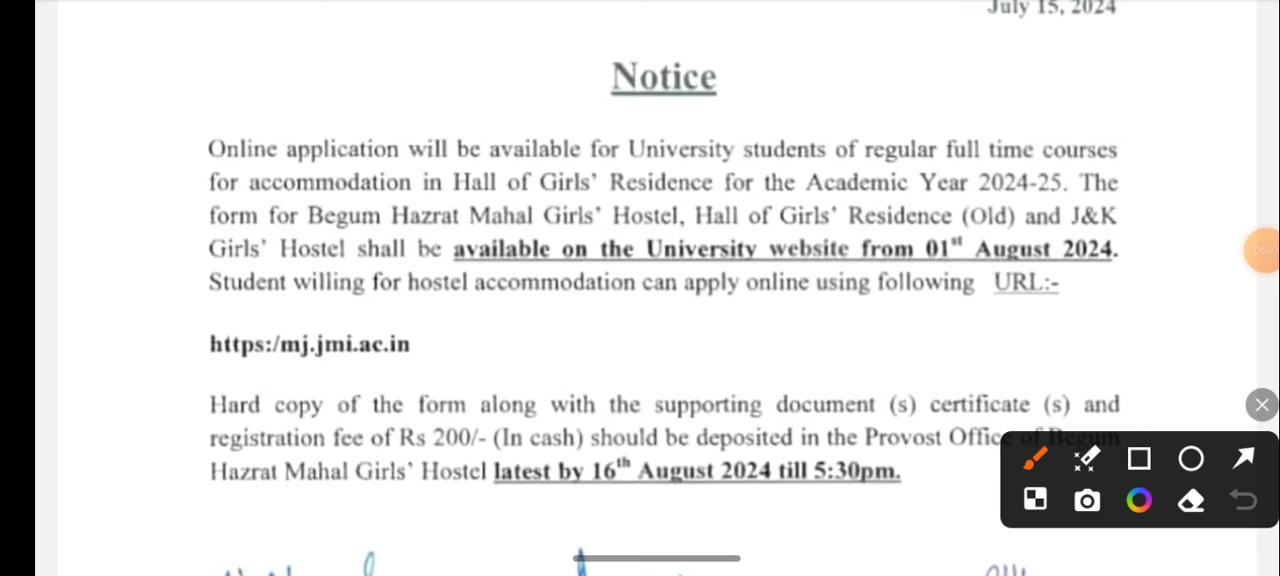 July 15, 2024
Notice
Online application will be available for University students of regular full time courses
for accommodation in Hall of Girls' Residence for the Academic Year 2024-25. The
form for Begum Hazrat Mahal Girls' Hostel, Hall of Girls' Residence (Old) and J&K
Girls' Hostel shall be available on the University website from 01st August 2024.
Student willing for hostel accommodation can apply online using following URL:-
https:/mj.jmi.ac.in
Hard copy of the form along with the supporting document (s) certificate (s) and
registration fee of Rs 200/- (In cash) should be deposited in the Provost Office of Begum
Hazrat Mahal Girls' Hostel latest by 16th August 2024 till 5:30pm.